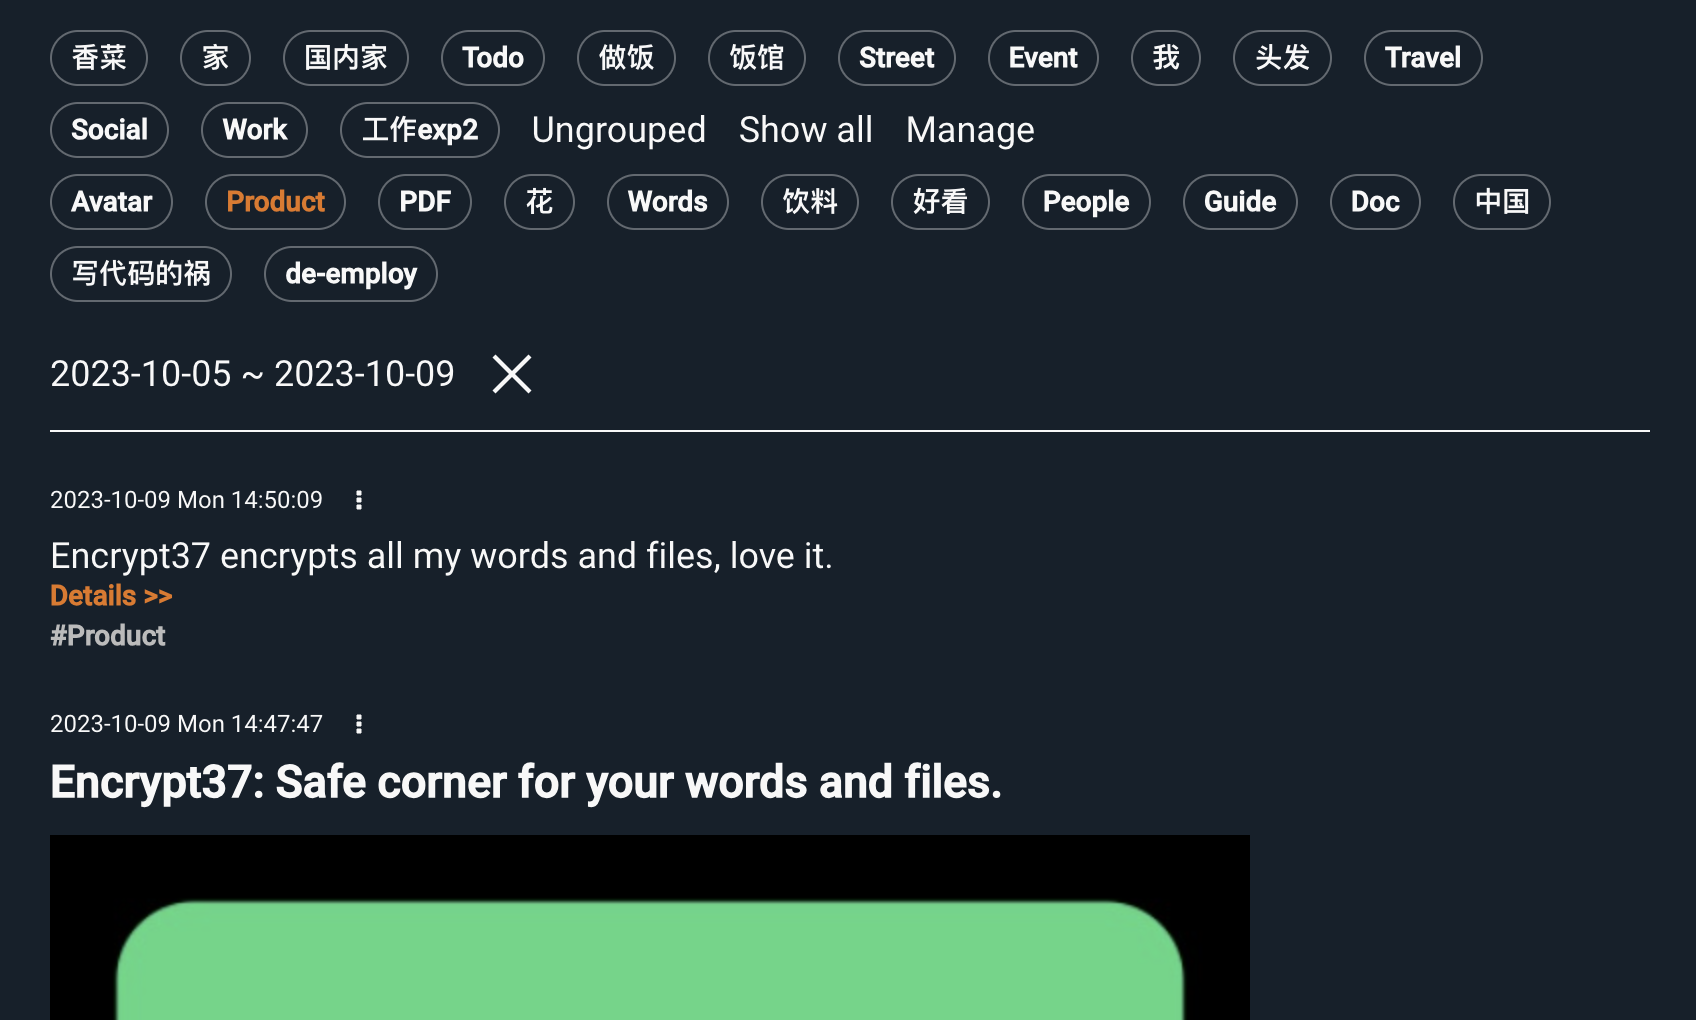 香菜 家 国内家 Todo 做饭 饭馆 Street Event 我 头发 Travel
Social Work 工作exp2 Ungrouped Show all Manage
Avatar Product PDF 花 Words 饮料 好看 People Guide Doc 中国
写代码的祸 de-employ
2023-10-05 ~ 2023-10-09
2023-10-09 Mon 14:50:09
Encrypt37 encrypts all my words and files, love it.
Details >>
#Product
2023-10-09 Mon 14:47:47
Encrypt37: Safe corner for your words and files.